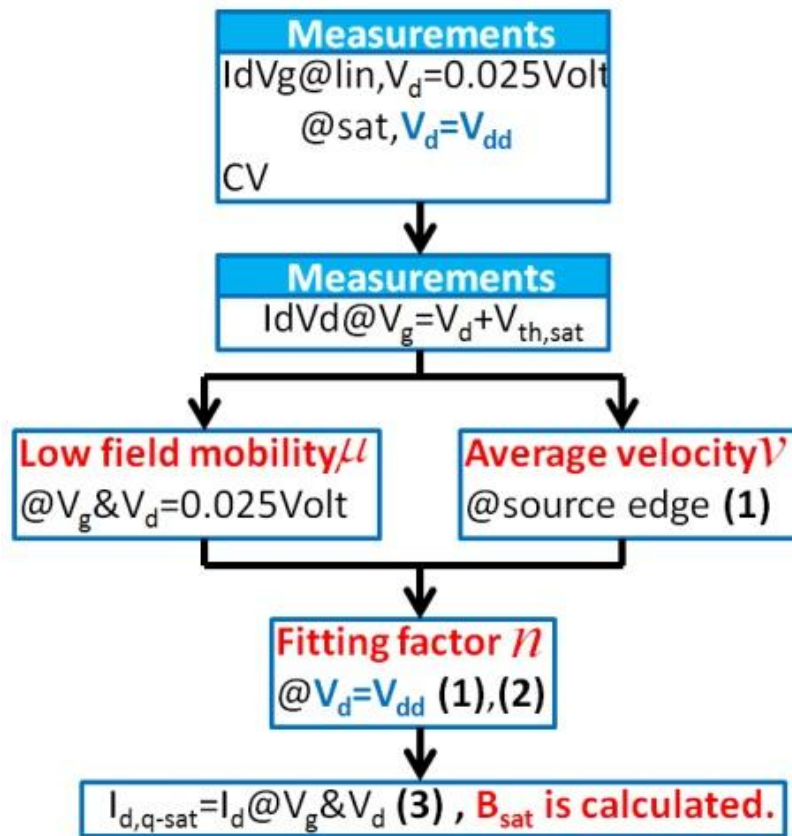 Measurements
IdVg@lin,Vd=0.025Volt
@sat,Vd=Vdd
CV
Measurements
IdVd@Vg=Vd+Vth,sat
Low field mobilityμ
@Vg&Vd=0.025Volt
Average velocityν
@source edge (1)
Fitting factor n
@Vd=Vdd (1),(2)
Id,q-sat=Id@Vg&Vd (3) , Bsat is calculated.